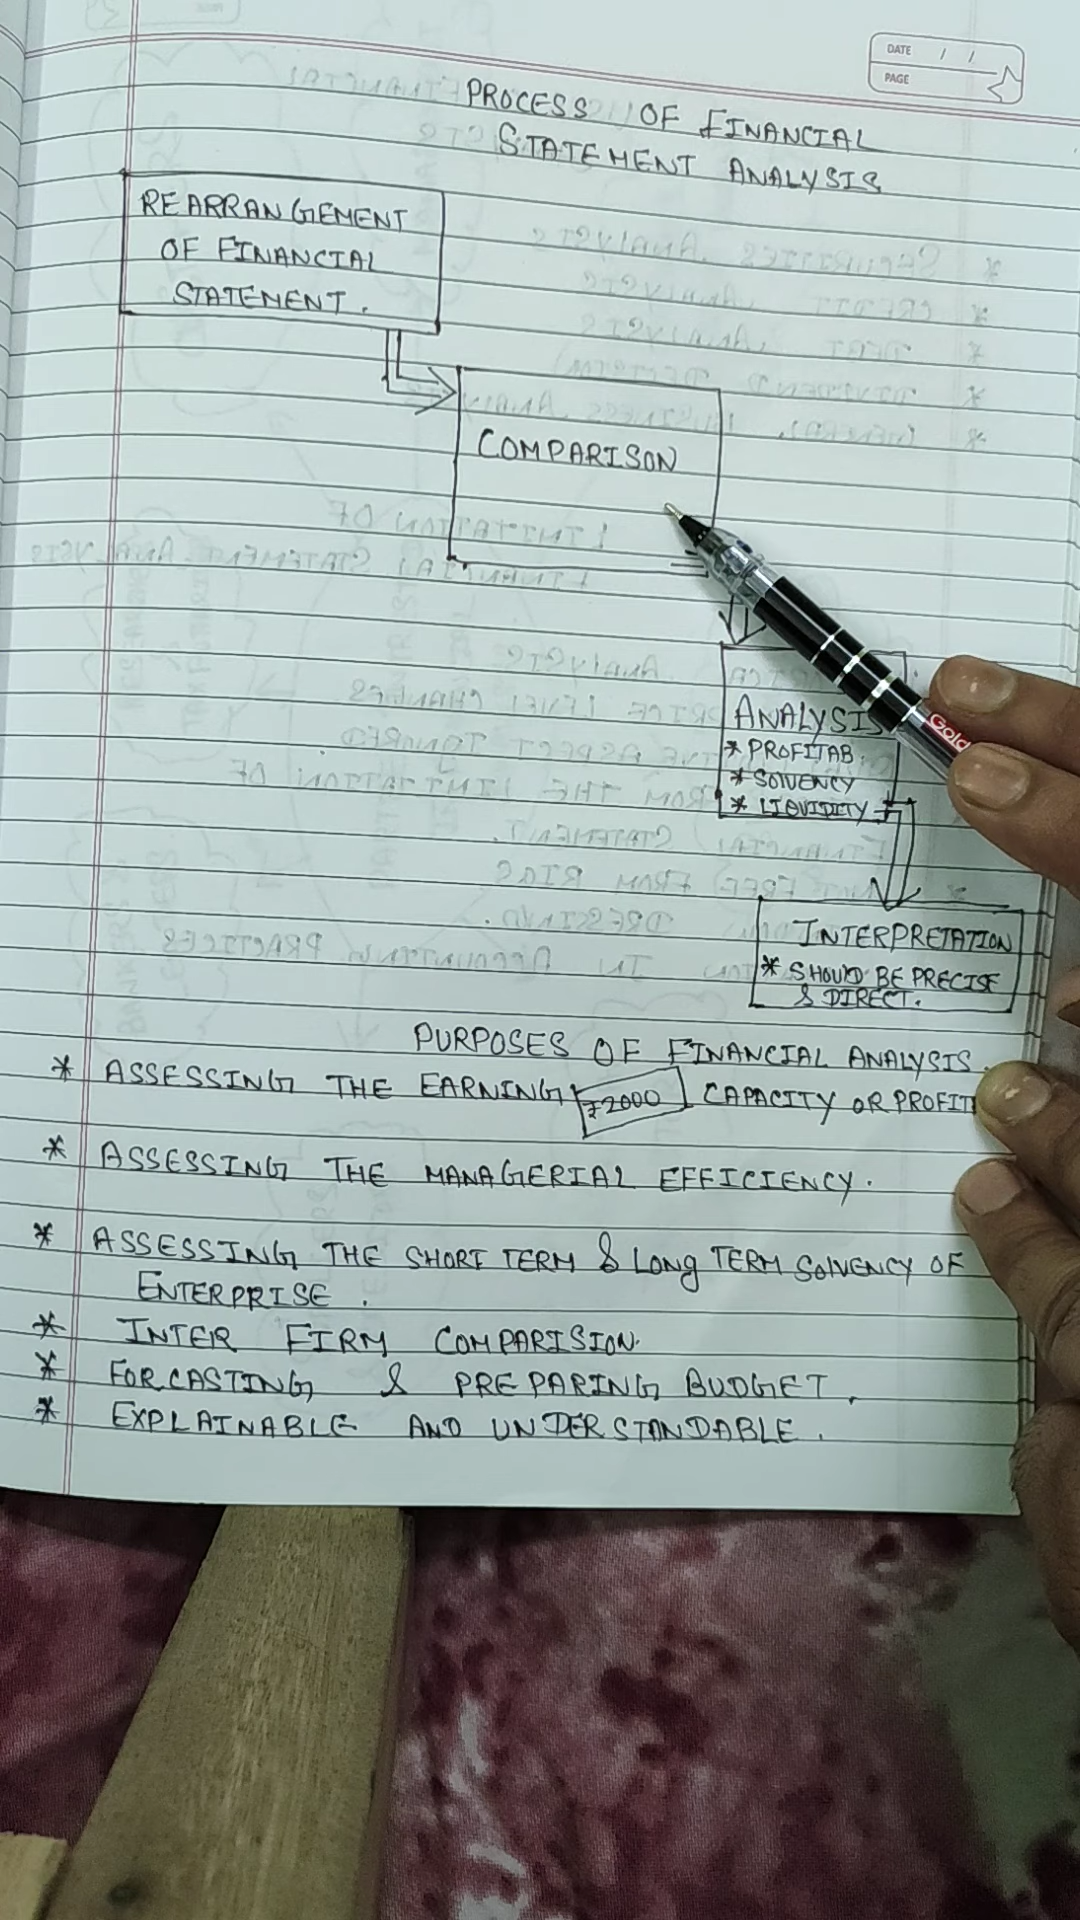 DATE / /
PAGE
PROCESS OF FINANCIAL
STATEMENT ANALYSIS
REARRANGEMENT
OF FINANCIAL
STATEMENT.
COMPARISON
Gold
ANALYSIS
* PROFITAB.
* SOLVENCY
* LIQUIDITY
INTERPRETATION
* SHOULD BE PRECISE
& DIRECT.
PURPOSES OF FINANCIAL ANALYSIS.
* ASSESSING THE EARNING ₹2000 CAPACITY OR PROFIT
* ASSESSING THE MANAGERIAL EFFICIENCY.
* ASSESSING THE SHORT TERM & LONG TERM SOLVENCY OF
ENTERPRISE.
* INTER FIRM COMPARISION.
* FORCASTING & PREPARING BUDGET.
* EXPLAINABLE AND UNDERSTANDABLE.